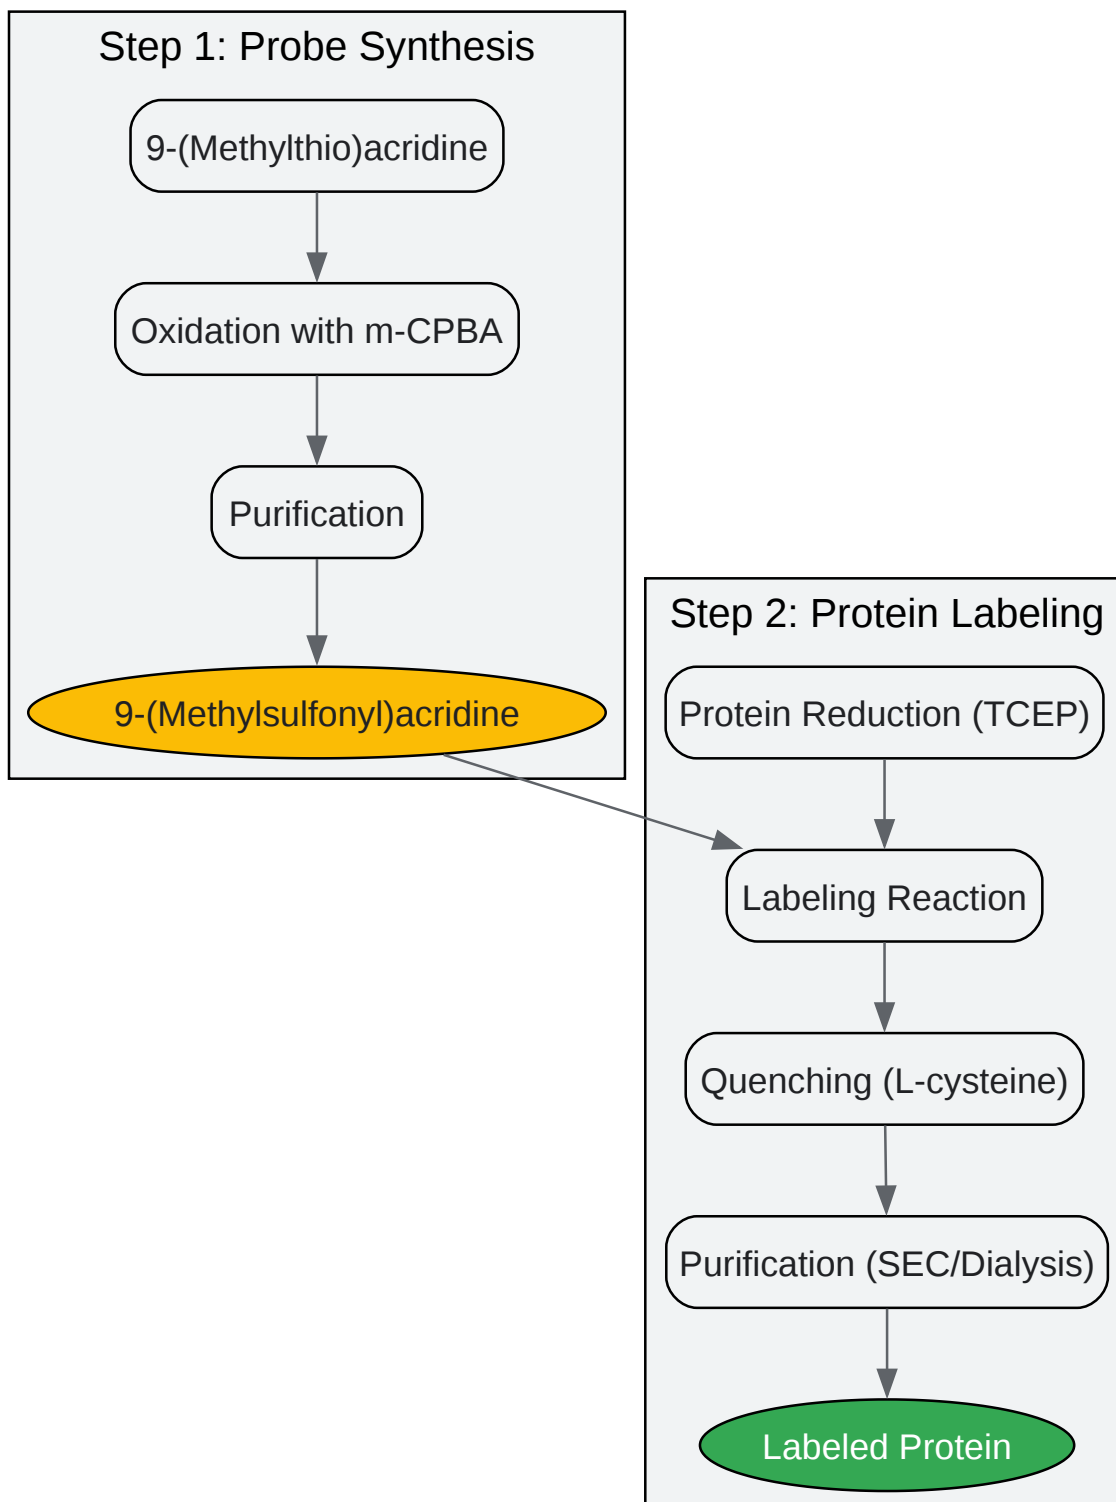 Step 1: Probe Synthesis
9-(Methylthio)acridine
Oxidation with m-CPBA
Purification
9-(Methylsulfonyl)acridine
Step 2: Protein Labeling
Protein Reduction (TCEP)
Labeling Reaction
Quenching (L-cysteine)
Purification (SEC/Dialysis)
Labeled Protein